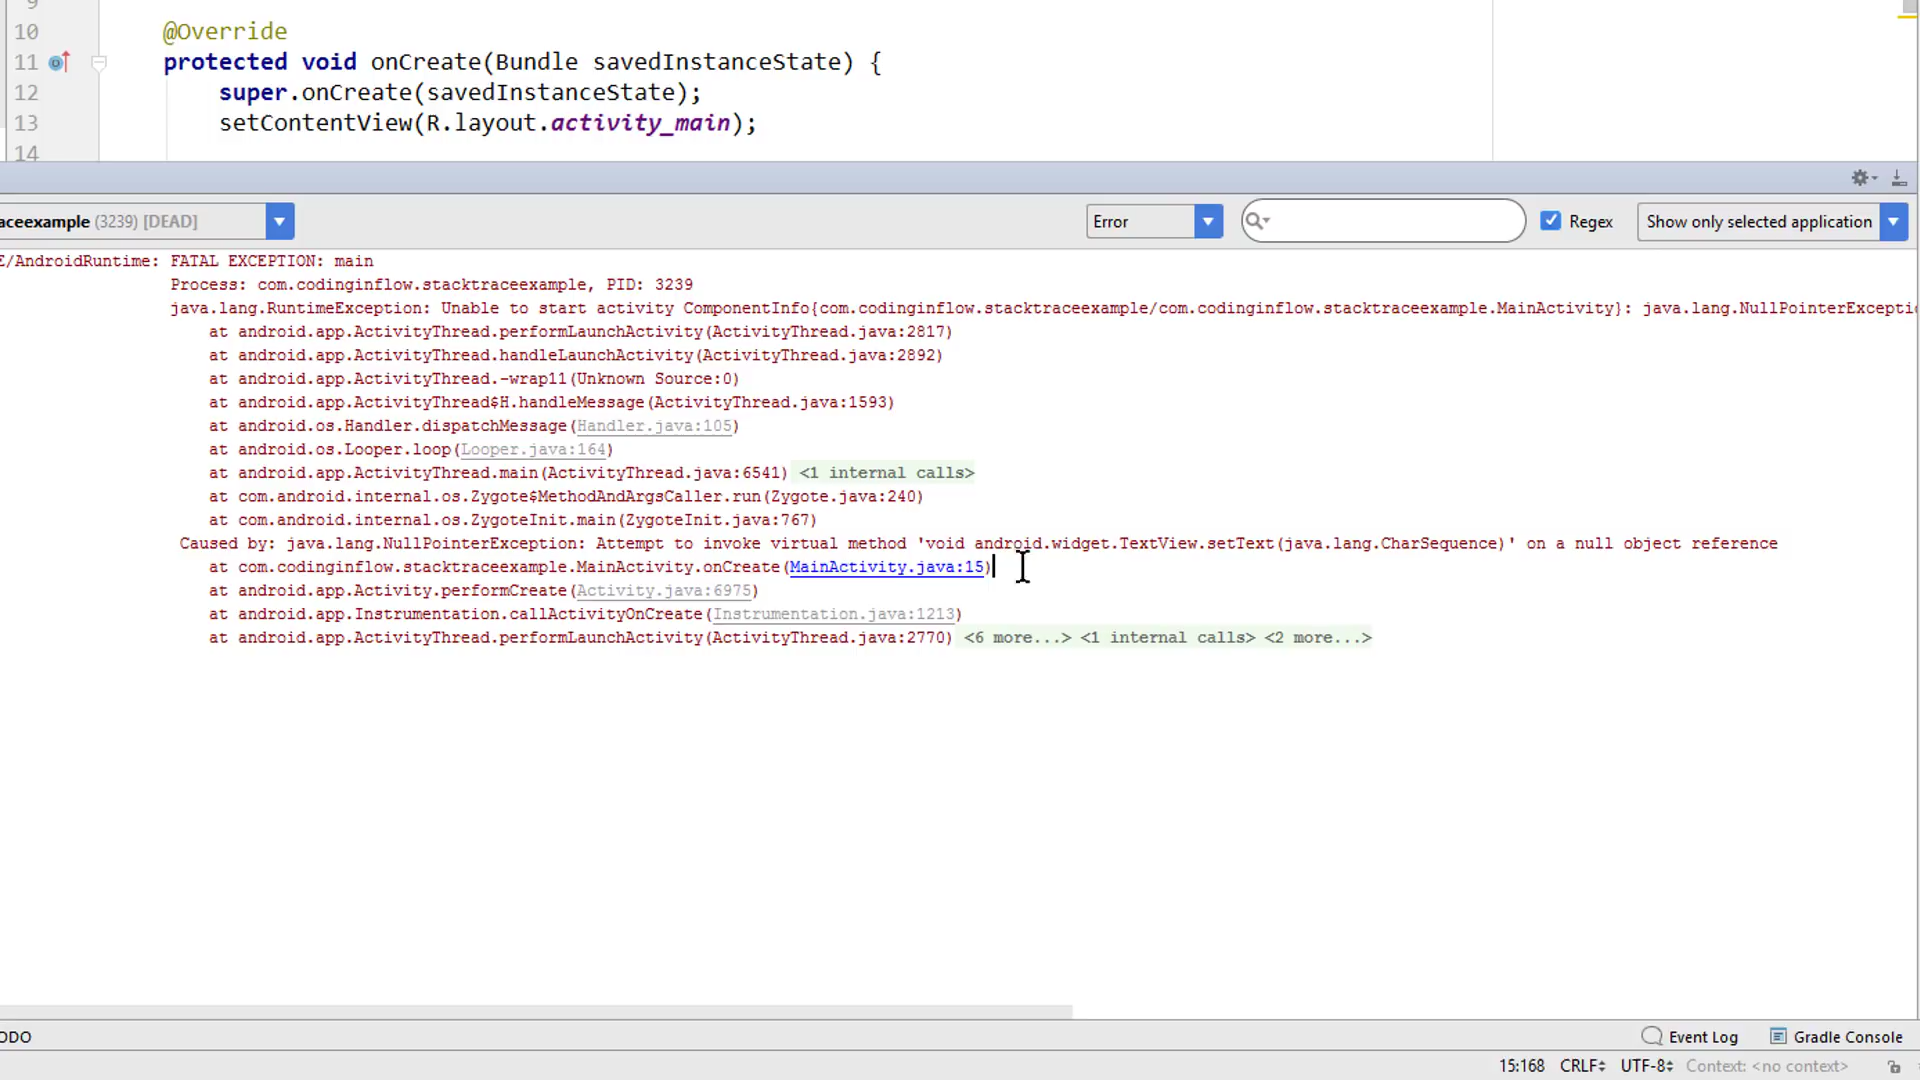 9
10 @Override
11 protected void onCreate(Bundle savedInstanceState) {
12 super.onCreate(savedInstanceState);
13 setContentView(R.layout.activity_main);
14
aceexample (3239) [DEAD] Error Regex Show only selected application
E/AndroidRuntime: FATAL EXCEPTION: main
Process: com.codinginflow.stacktraceexample, PID: 3239
java.lang.RuntimeException: Unable to start activity ComponentInfo{com.codinginflow.stacktraceexample/com.codinginflow.stacktraceexample.MainActivity}: java.lang.NullPointerExceptio
at android.app.ActivityThread.performLaunchActivity(ActivityThread.java:2817)
at android.app.ActivityThread.handleLaunchActivity(ActivityThread.java:2892)
at android.app.ActivityThread.-wrap11(Unknown Source:0)
at android.app.ActivityThread$H.handleMessage(ActivityThread.java:1593)
at android.os.Handler.dispatchMessage(Handler.java:105)
at android.os.Looper.loop(Looper.java:164)
at android.app.ActivityThread.main(ActivityThread.java:6541) <1 internal calls>
at com.android.internal.os.Zygote$MethodAndArgsCaller.run(Zygote.java:240)
at com.android.internal.os.ZygoteInit.main(ZygoteInit.java:767)
Caused by: java.lang.NullPointerException: Attempt to invoke virtual method 'void android.widget.TextView.setText(java.lang.CharSequence)' on a null object reference
at com.codinginflow.stacktraceexample.MainActivity.onCreate(MainActivity.java:15)
at android.app.Activity.performCreate(Activity.java:6975)
at android.app.Instrumentation.callActivityOnCreate(Instrumentation.java:1213)
at android.app.ActivityThread.performLaunchActivity(ActivityThread.java:2770) <6 more...> <1 internal calls> <2 more...>
ODO Event Log Gradle Console
15:168 CRLF UTF-8 Context: <no context>